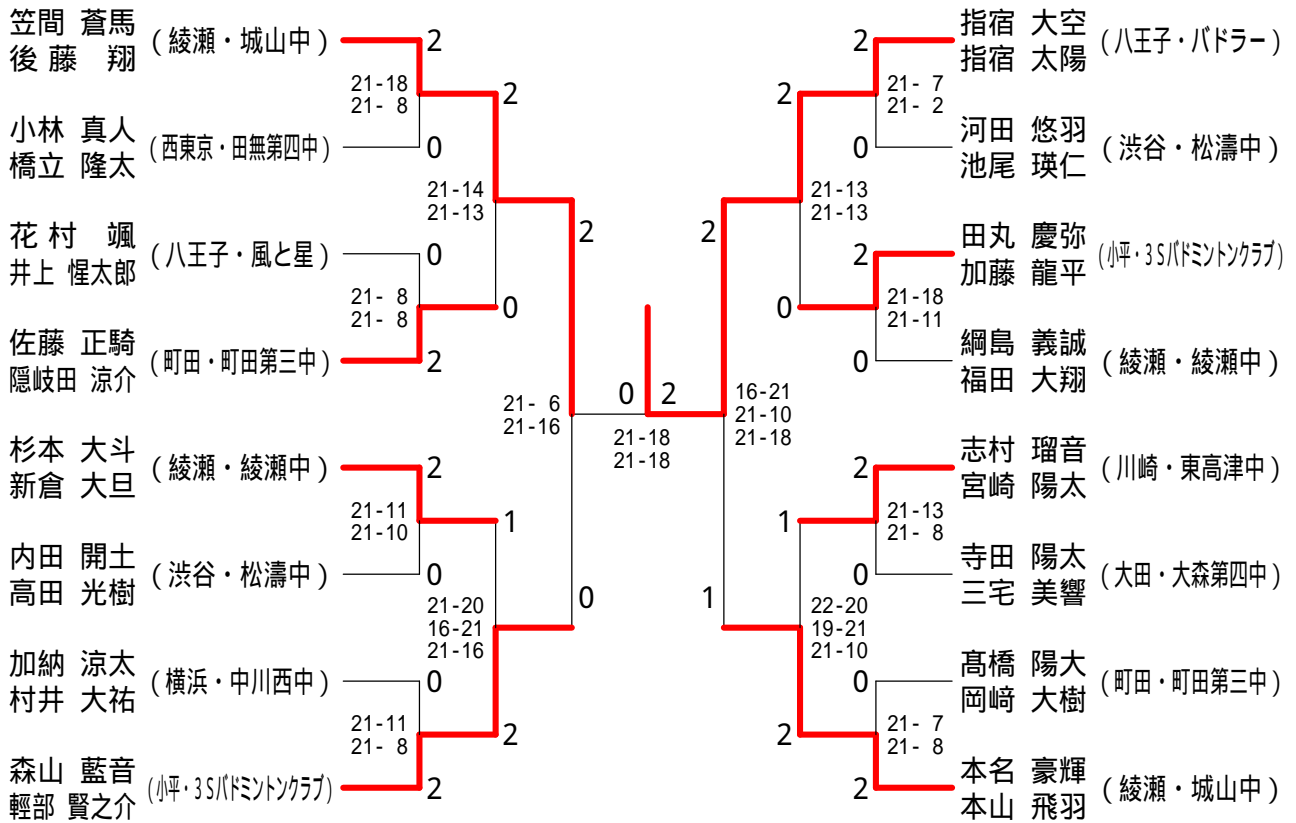 笠間 蒼馬
後藤 翔
(綾瀬・城山中)
2
21-18
21- 8
2
小林 真人
橋立 隆太
(西東京・田無第四中)
0
21-14
21-13
2
花村 颯
井上 惺太郎
(八王子・風と星)
0
21- 8
21- 8
0
佐藤 正騎
隠岐田 涼介
(町田・町田第三中)
2
21- 6
21-16
杉本 大斗
新倉 大旦
(綾瀬・綾瀬中)
2
21-11
21-10
1
内田 開士
高田 光樹
(渋谷・松濤中)
0
21-20
16-21
21-16
0
加納 涼太
村井 大祐
(横浜・中川西中)
0
21-11
21- 8
2
森山 藍音
輕部 賢之介
(小平・3Sバドミントンクラブ)
2
0 2
21-18
21-18
指宿 大空
指宿 太陽
(八王子・バドラー)
2
21- 7
21- 2
2
河田 悠羽
池尾 瑛仁
(渋谷・松濤中)
0
21-13
21-13
2
田丸 慶弥
加藤 龍平
(小平・3Sバドミントンクラブ)
2
21-18
21-11
0
綱島 義誠
福田 大翔
(綾瀬・綾瀬中)
0
16-21
21-10
21-18
志村 瑠音
宮崎 陽太
(川崎・東高津中)
2
21-13
21- 8
1
寺田 陽太
三宅 美響
(大田・大森第四中)
0
22-20
19-21
21-10
1
髙橋 陽大
岡﨑 大樹
(町田・町田第三中)
0
21- 7
21- 8
2
本名 豪輝
本山 飛羽
(綾瀬・城山中)
2